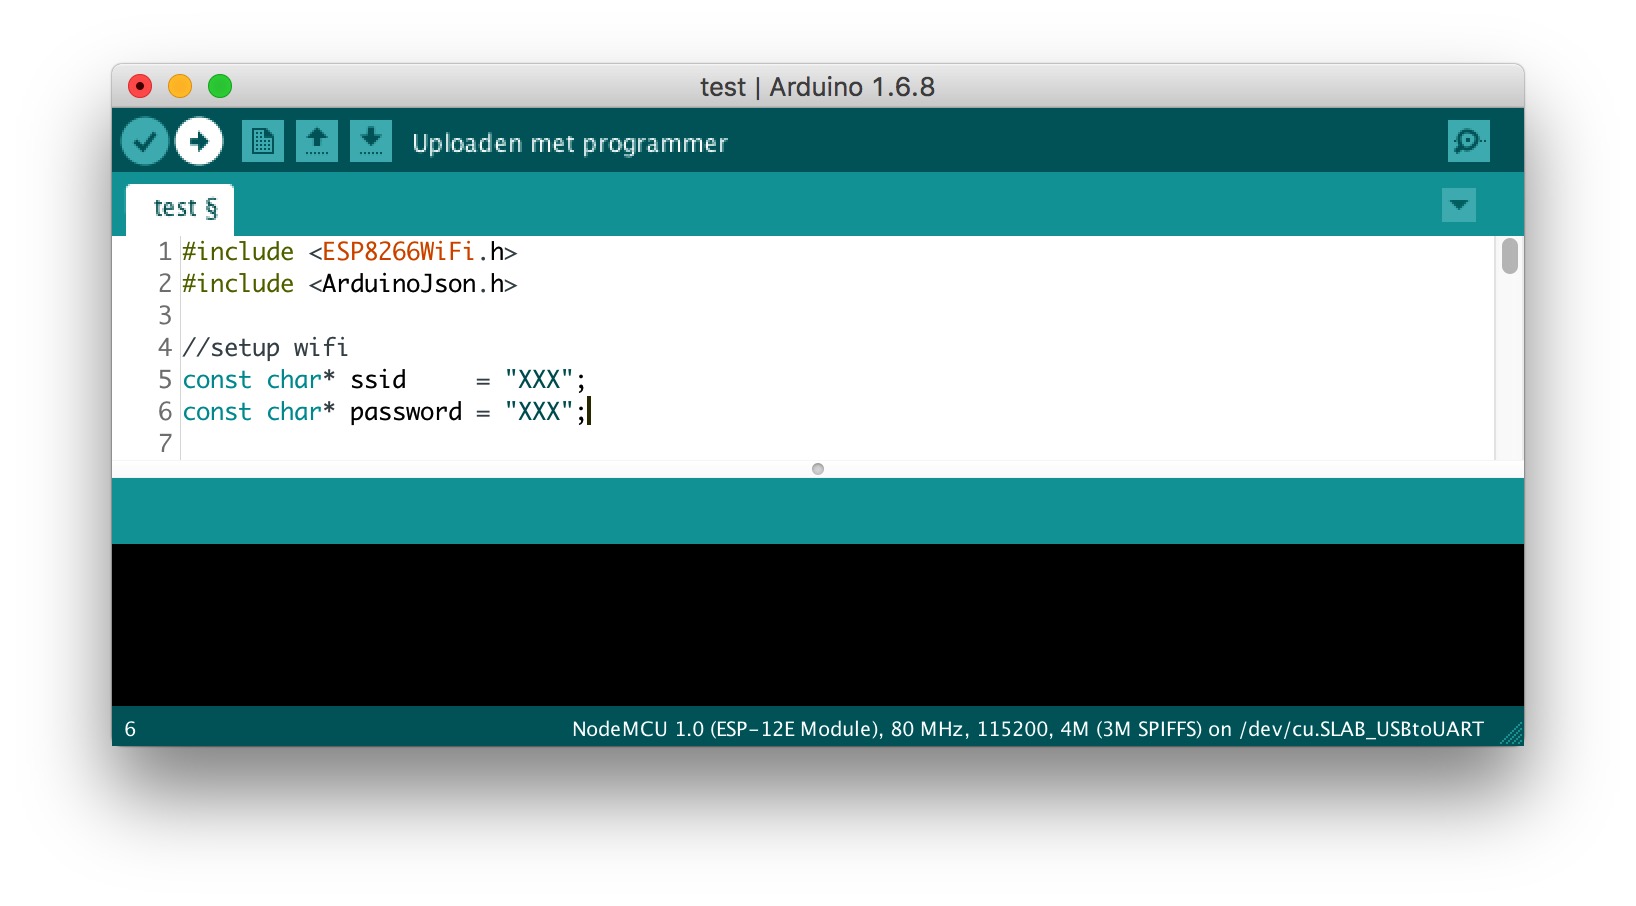 test | Arduino 1.6.8
Uploaden met programmer
test §
1 #include <ESP8266WiFi.h>
2 #include <ArduinoJson.h>
3
4 //setup wifi
5 const char* ssid     = "XXX";
6 const char* password = "XXX";
7
6 NodeMCU 1.0 (ESP-12E Module), 80 MHz, 115200, 4M (3M SPIFFS) on /dev/cu.SLAB_USBtoUART